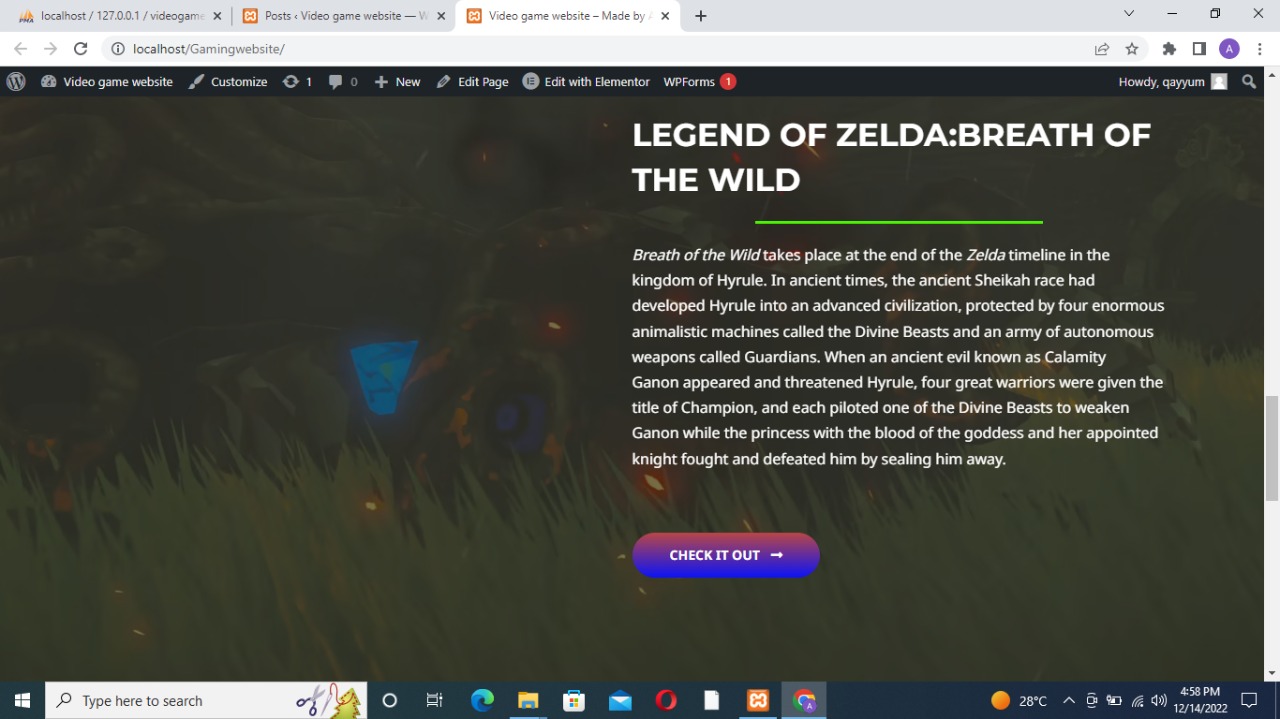 localhost / 127.0.0.1 / videogame
Posts ‹ Video game website — W
Video game website – Made by A
localhost/Gamingwebsite/
A
Video game website
Customize
1
0
New
Edit Page
Edit with Elementor
WPForms 1
Howdy, qayyum
LEGEND OF ZELDA:BREATH OF
THE WILD
Breath of the Wild takes place at the end of the Zelda timeline in the
kingdom of Hyrule. In ancient times, the ancient Sheikah race had
developed Hyrule into an advanced civilization, protected by four enormous
animalistic machines called the Divine Beasts and an army of autonomous
weapons called Guardians. When an ancient evil known as Calamity
Ganon appeared and threatened Hyrule, four great warriors were given the
title of Champion, and each piloted one of the Divine Beasts to weaken
Ganon while the princess with the blood of the goddess and her appointed
knight fought and defeated him by sealing him away.
CHECK IT OUT
Type here to search
28°C
4:58 PM
12/14/2022